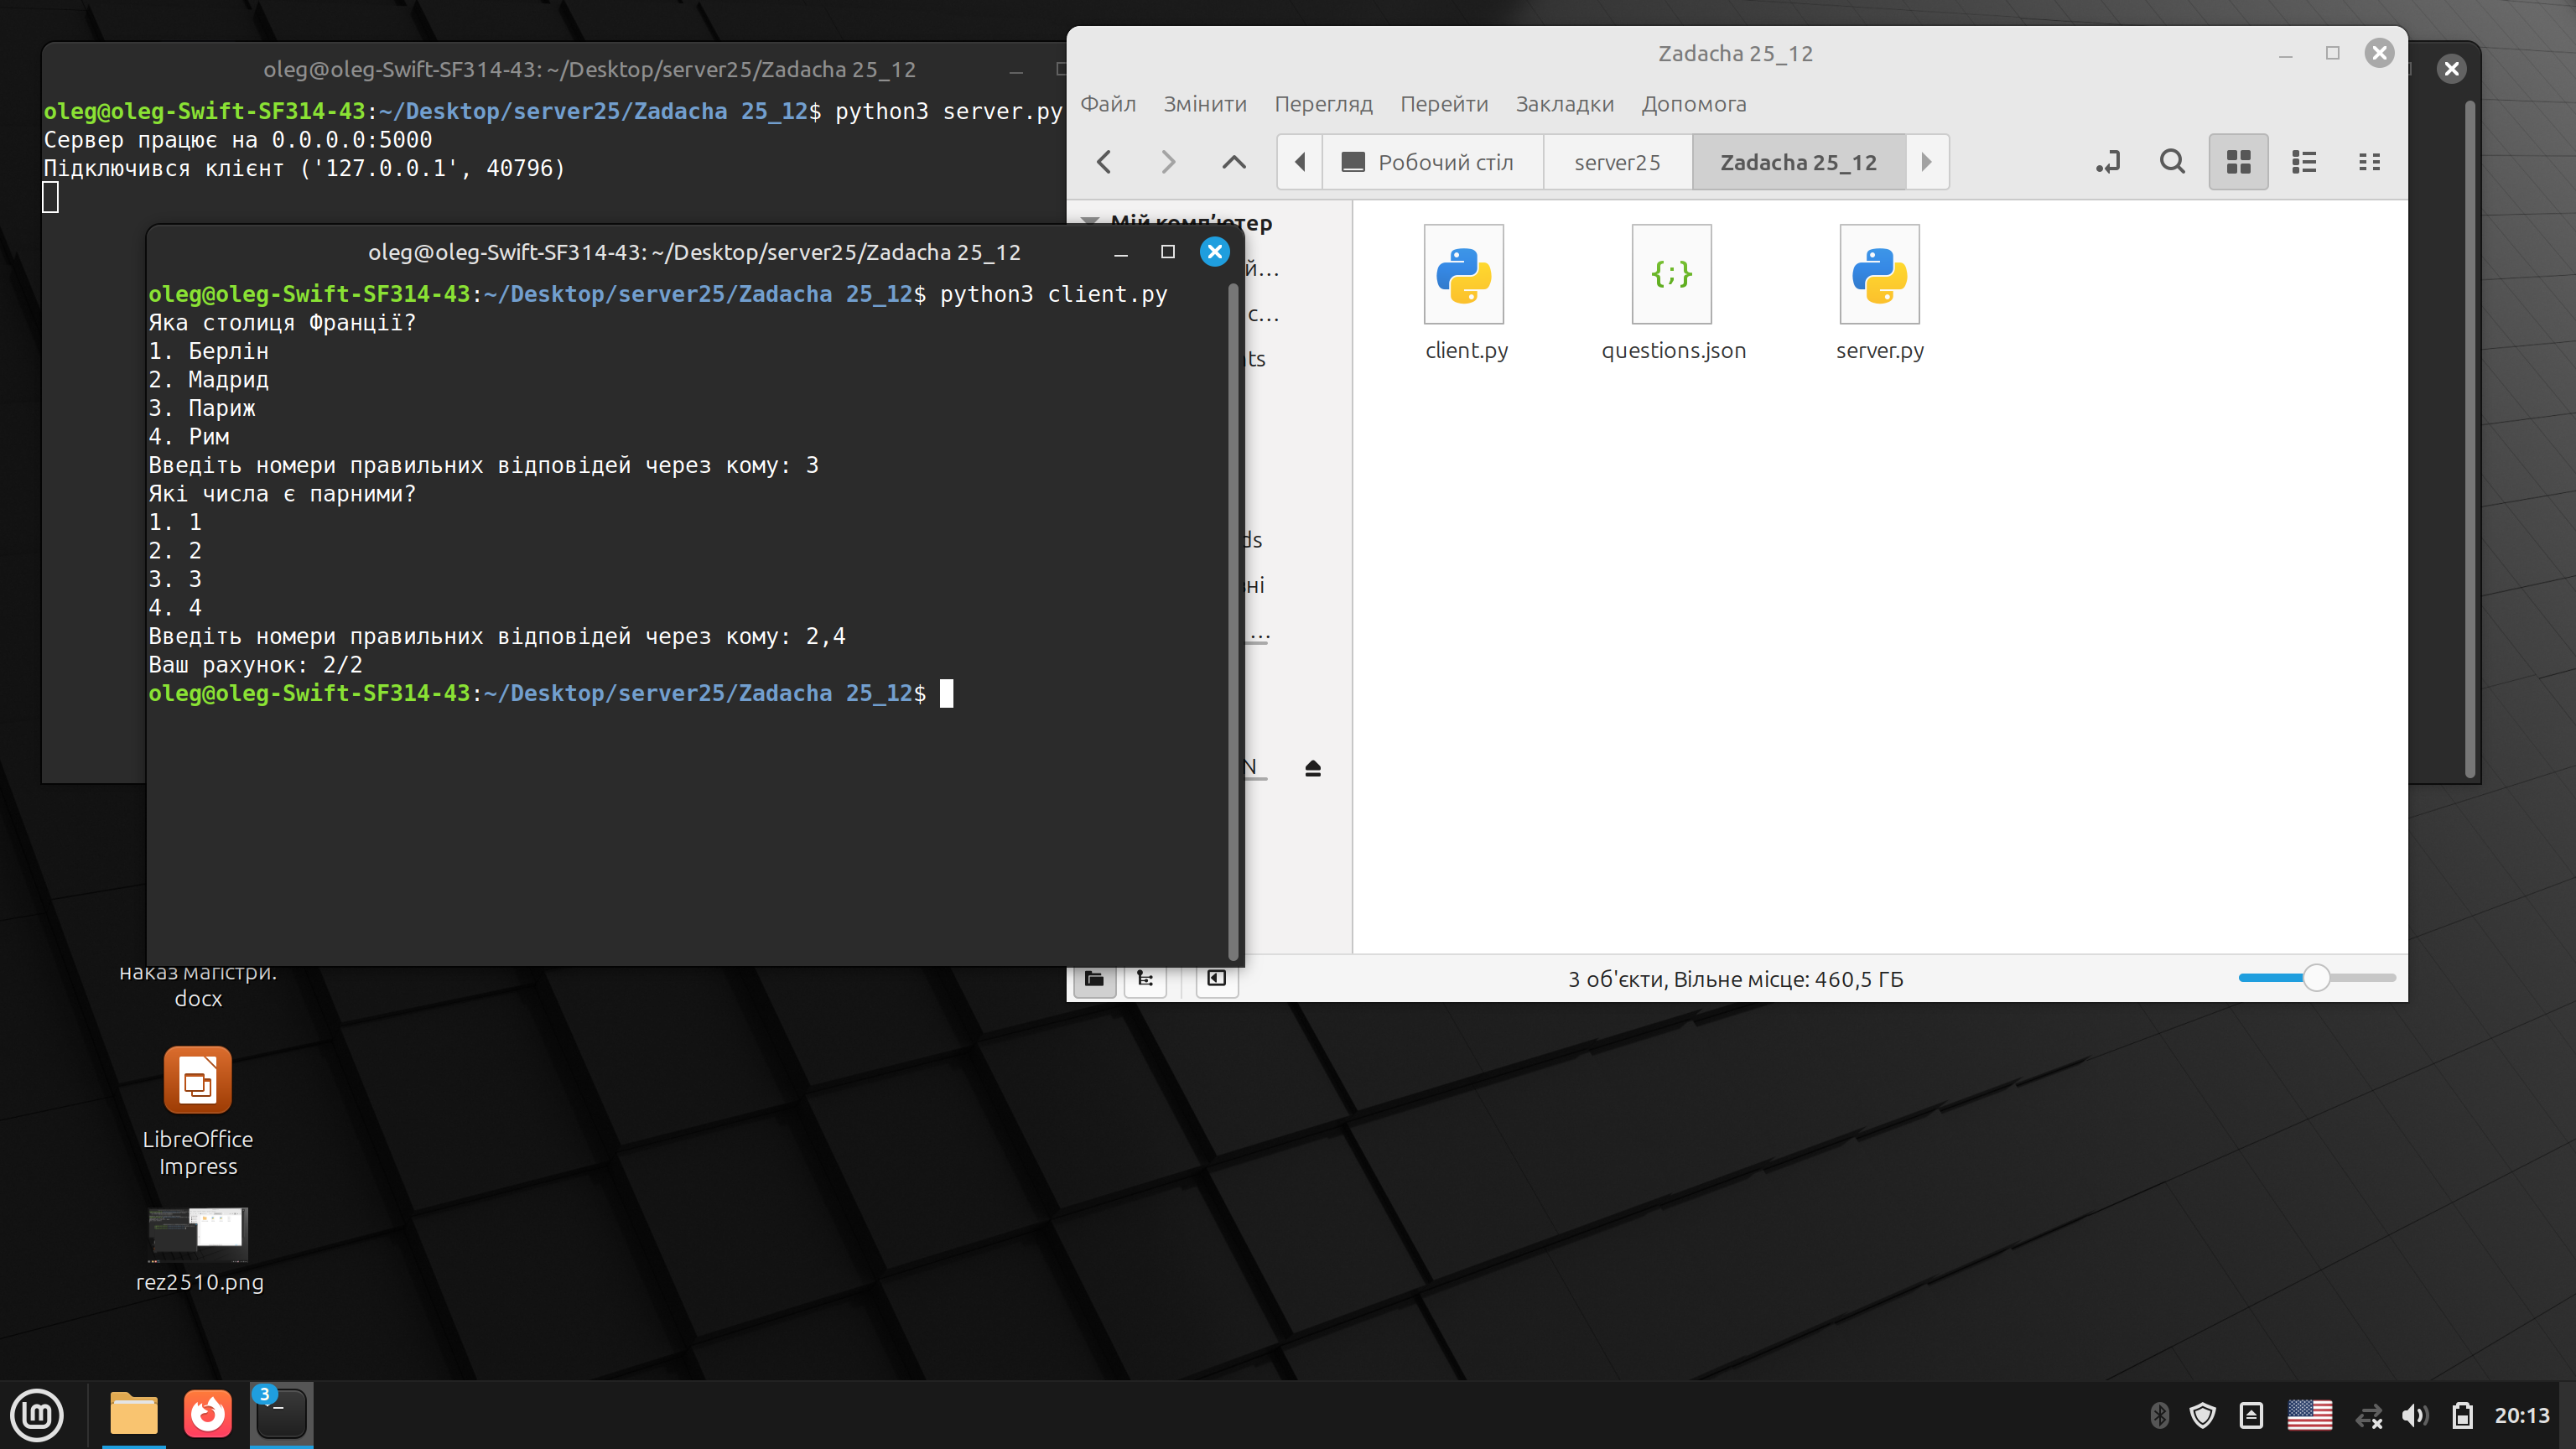 oleg@oleg-Swift-SF314-43: ~/Desktop/server25/Zadacha 25_12
oleg@oleg-Swift-SF314-43:~/Desktop/server25/Zadacha 25_12$ python3 server.py
Сервер працює на 0.0.0.0:5000
Підключився клієнт ('127.0.0.1', 40796)
oleg@oleg-Swift-SF314-43: ~/Desktop/server25/Zadacha 25_12
oleg@oleg-Swift-SF314-43:~/Desktop/server25/Zadacha 25_12$ python3 client.py
Яка столиця Франції?
1. Берлін
2. Мадрид
3. Париж
4. Рим
Введіть номери правильних відповідей через кому: 3
Які числа є парними?
1. 1
2. 2
3. 3
4. 4
Введіть номери правильних відповідей через кому: 2,4
Ваш рахунок: 2/2
oleg@oleg-Swift-SF314-43:~/Desktop/server25/Zadacha 25_12$
Zadacha 25_12
Файл Змінити Перегляд Перейти Закладки Допомога
Робочий стіл server25 Zadacha 25_12
Мій комп'ютер
client.py questions.json server.py
3 об'єкти, Вільне місце: 460,5 ГБ
наказ магістри.
docx
LibreOffice
Impress
rez2510.png
3
20:13